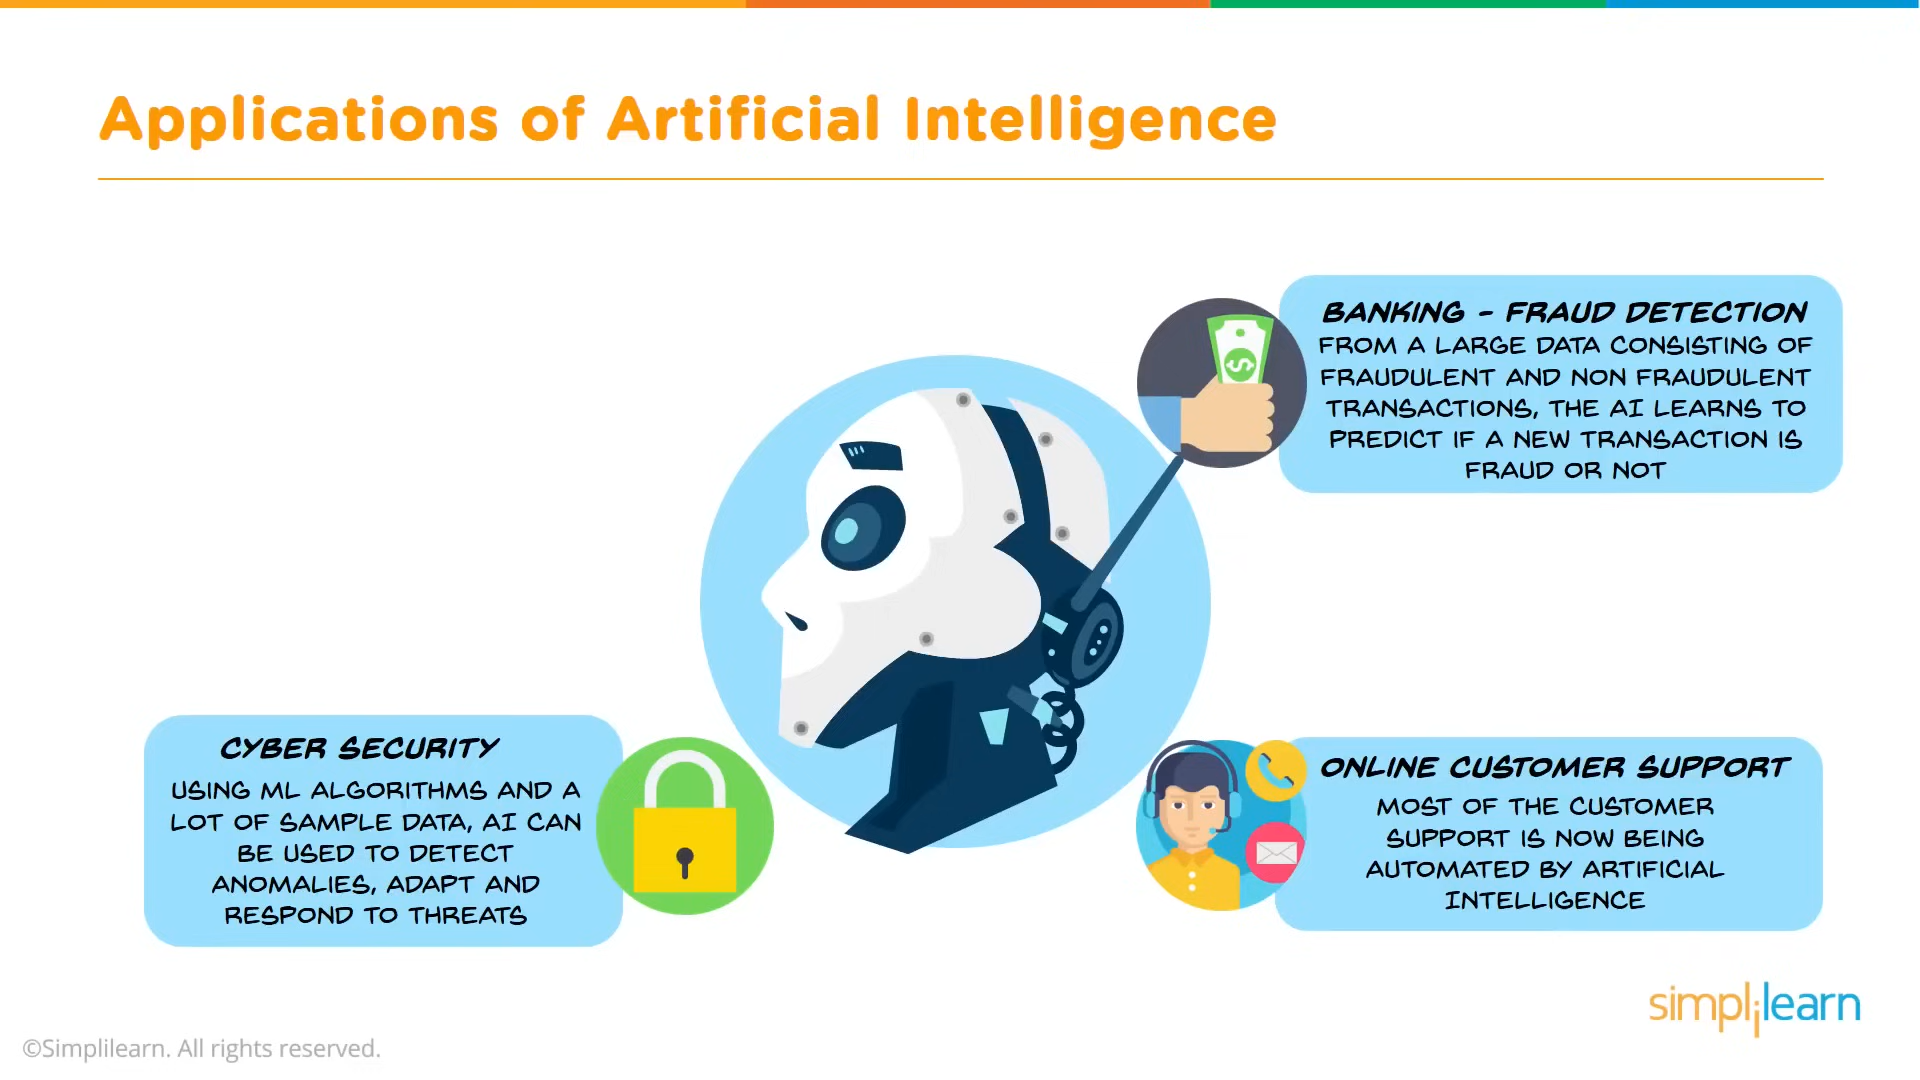 Applications of Artificial Intelligence
BANKING - FRAUD DETECTION
FROM A LARGE DATA CONSISTING OF
FRAUDULENT AND NON FRAUDULENT
TRANSACTIONS, THE AI LEARNS TO
PREDICT IF A NEW TRANSACTION IS
FRAUD OR NOT
CYBER SECURITY
USING ML ALGORITHMS AND A
LOT OF SAMPLE DATA, AI CAN
BE USED TO DETECT
ANOMALIES, ADAPT AND
RESPOND TO THREATS
ONLINE CUSTOMER SUPPORT
MOST OF THE CUSTOMER
SUPPORT IS NOW BEING
AUTOMATED BY ARTIFICIAL
INTELLIGENCE
simplilearn
©Simplilearn. All rights reserved.